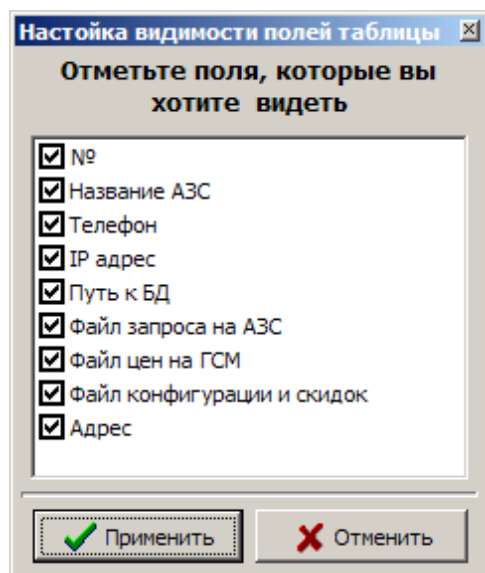 Настойка видимости полей таблицы
Отметьте поля, которые вы
хотите видеть
№
Название АЗС
Телефон
IP адрес
Путь к БД
Файл запроса на АЗС
Файл цен на ГСМ
Файл конфигурации и скидок
Адрес
Применить
Отменить